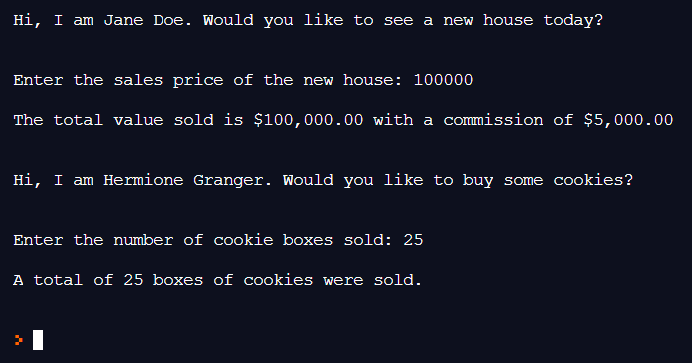 Hi, I am Jane Doe. Would you like to see a new house today?
Enter the sales price of the new house: 100000
The total value sold is $100,000.00 with a commission of $5,000.00
Hi, I am Hermione Granger. Would you like to buy some cookies?
Enter the number of cookie boxes sold: 25
A total of 25 boxes of cookies were sold.
>